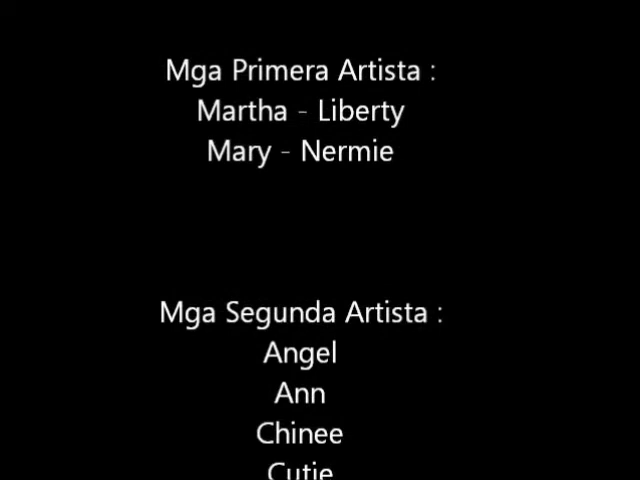 Mga Primera Artista :
Martha - Liberty
Mary - Nermie
Mga Segunda Artista :
Angel
Ann
Chinee
Cutie